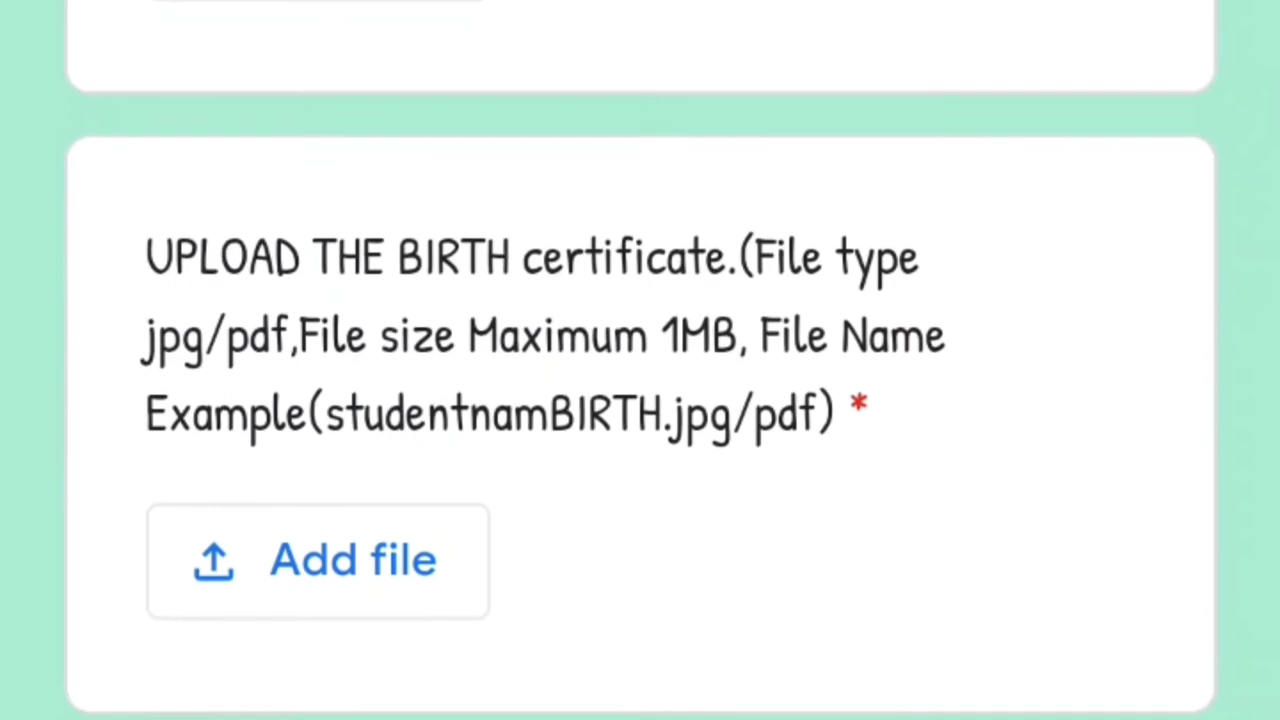 UPLOAD THE BIRTH certificate.(File type
jpg/pdf,File size Maximum 1MB, File Name
Example(studentnamBIRTH.jpg/pdf) *
Add file